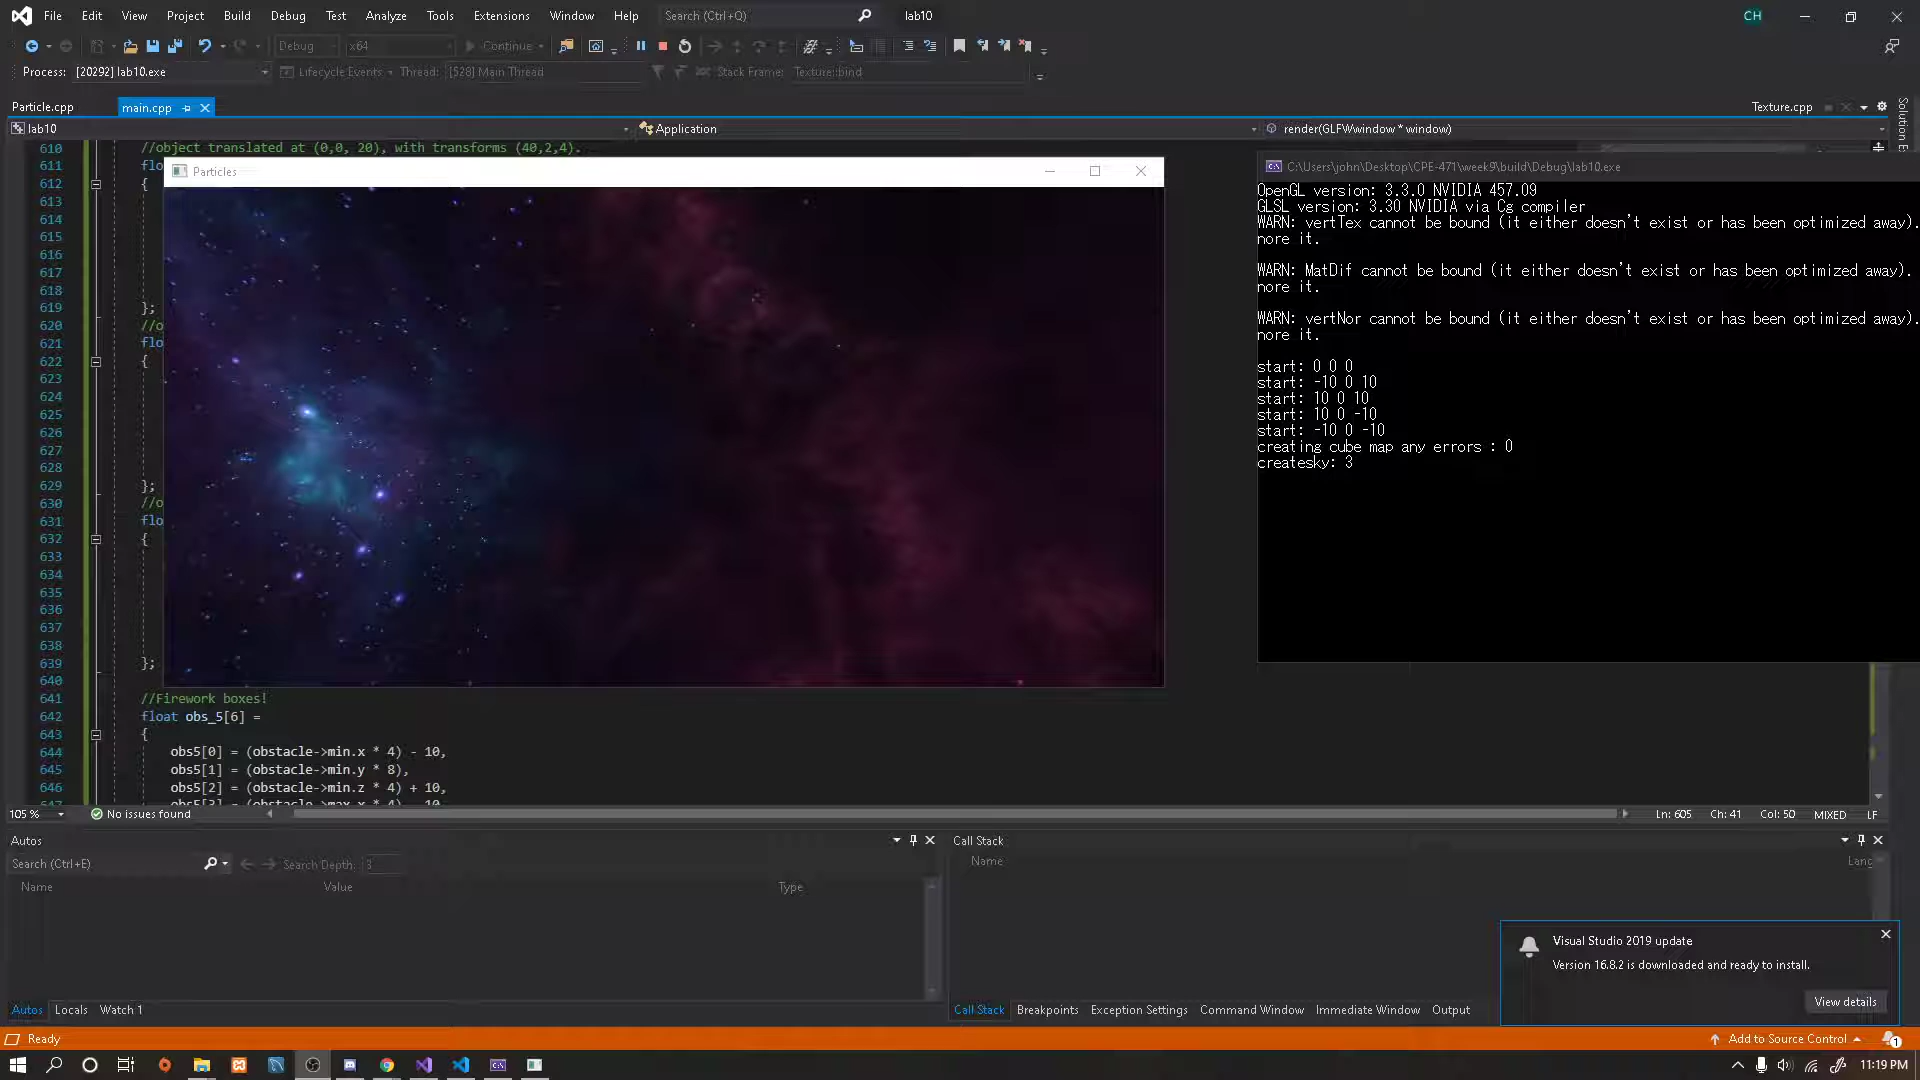 File Edit View Project Build Debug Test Analyze Tools Extensions Window Help Search (Ctrl+Q) lab10 CH
Debug x64 Continue
Process: [20292] lab10.exe Lifecycle Events Thread: [528] Main Thread Stack Frame: Texture::bind
Particle.cpp main.cpp Texture.cpp
lab10 Application render(GLFWwindow * window)
610 //object translated at (0,0, 20), with transforms (40,2,4).
611 flo
612 {
613
614
615
616
617
618
619 };
620 //o
621 flo
622 {
623
624
625
626
627
628
629 };
630 //o
631 flo
632 {
633
634
635
636
637
638
639 };
640
641 //Firework boxes!
642 float obs_5[6] =
643 {
644 obs5[0] = (obstacle->min.x * 4) - 10,
645 obs5[1] = (obstacle->min.y * 8),
646 obs5[2] = (obstacle->min.z * 4) + 10,
Particles
C:\Users\john\Desktop\CPE-471\week9\build\Debug\lab10.exe
OpenGL version: 3.3.0 NVIDIA 457.09
GLSL version: 3.30 NVIDIA via Cg compiler
WARN: vertTex cannot be bound (it either doesn't exist or has been optimized away).
nore it.
WARN: MatDif cannot be bound (it either doesn't exist or has been optimized away).
nore it.
WARN: vertNor cannot be bound (it either doesn't exist or has been optimized away).
nore it.
start: 0 0 0
start: -10 0 10
start: 10 0 10
start: 10 0 -10
start: -10 0 -10
creating cube map any errors : 0
createsky: 3
Solution E
105 % No issues found Ln: 605 Ch: 41 Col: 50 MIXED LF
Autos
Search (Ctrl+E) Search Depth: 3
Name Value Type
Autos Locals Watch 1
Call Stack
Name Lang
Call Stack Breakpoints Exception Settings Command Window Immediate Window Output
Visual Studio 2019 update
Version 16.8.2 is downloaded and ready to install.
View details
Ready Add to Source Control 1
11:19 PM